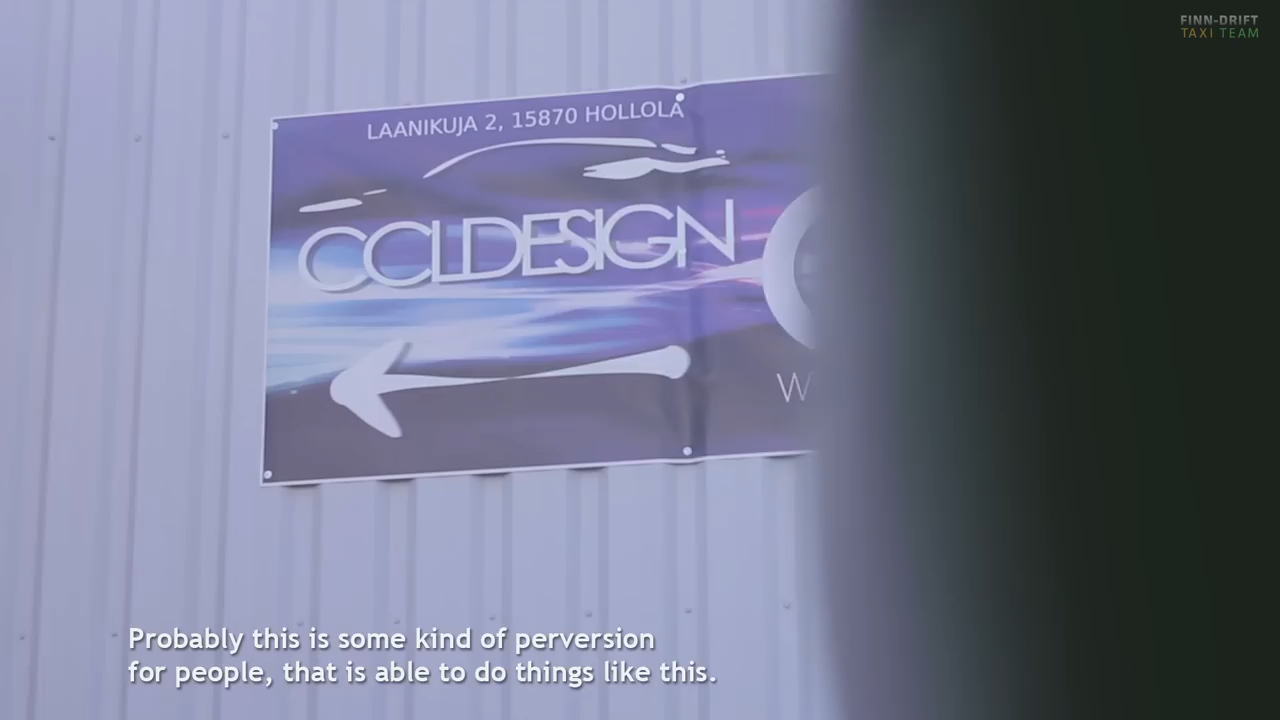 FINN-DRIFT
TAXI TEAM
LAANIKUJA 2, 15870 HOLLOLA
CCLDESIGN
Probably this is some kind of perversion
for people, that is able to do things like this.